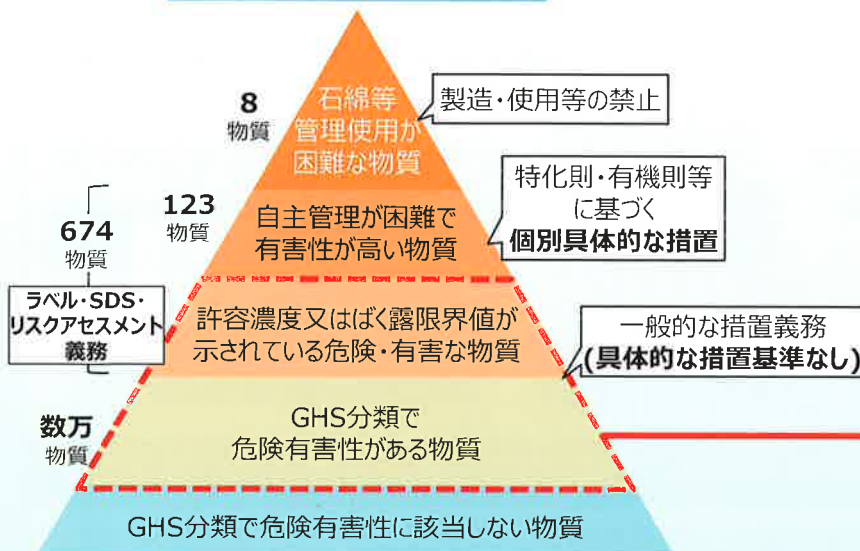 8
物質
石綿等
管理使用が
困難な物質
製造・使用等の禁止
123
物質
自主管理が困難で
有害性が高い物質
特化則・有機則等
に基づく
個別具体的な措置
674
物質
ラベル・SDS・
リスクアセスメント
義務
許容濃度又はばく露限界値が
示されている危険・有害な物質
一般的な措置義務
(具体的な措置基準なし)
数万
物質
GHS分類で
危険有害性がある物質
GHS分類で危険有害性に該当しない物質